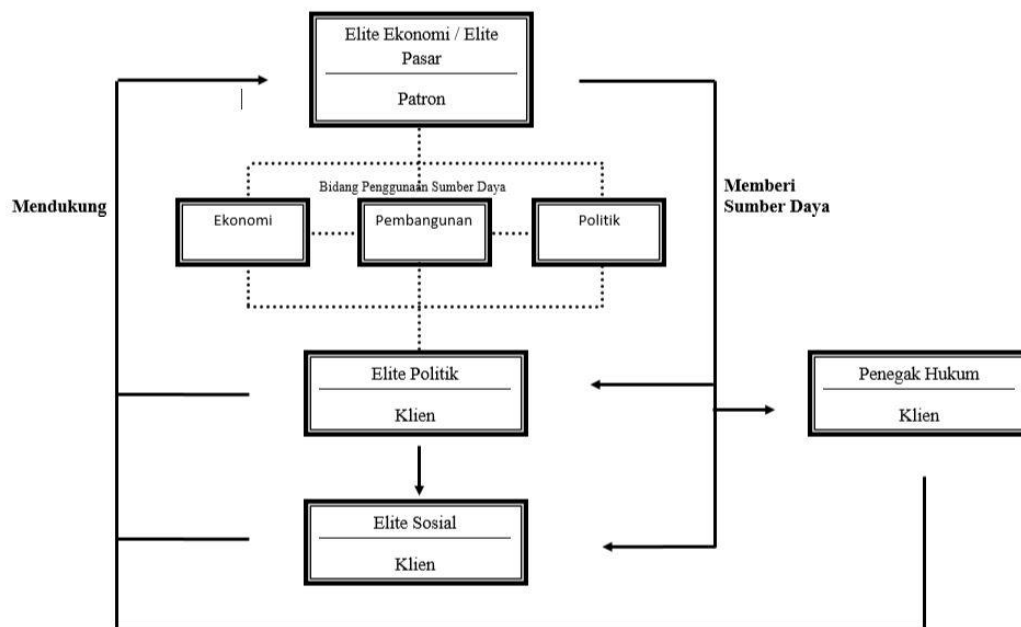 Elite Ekonomi / Elite
Pasar
Patron
Bidang Penggunaan Sumber Daya
Mendukung
Memberi
Sumber Daya
Ekonomi
Pembangunan
Politik
Elite Politik
Klien
Penegak Hukum
Klien
Elite Sosial
Klien